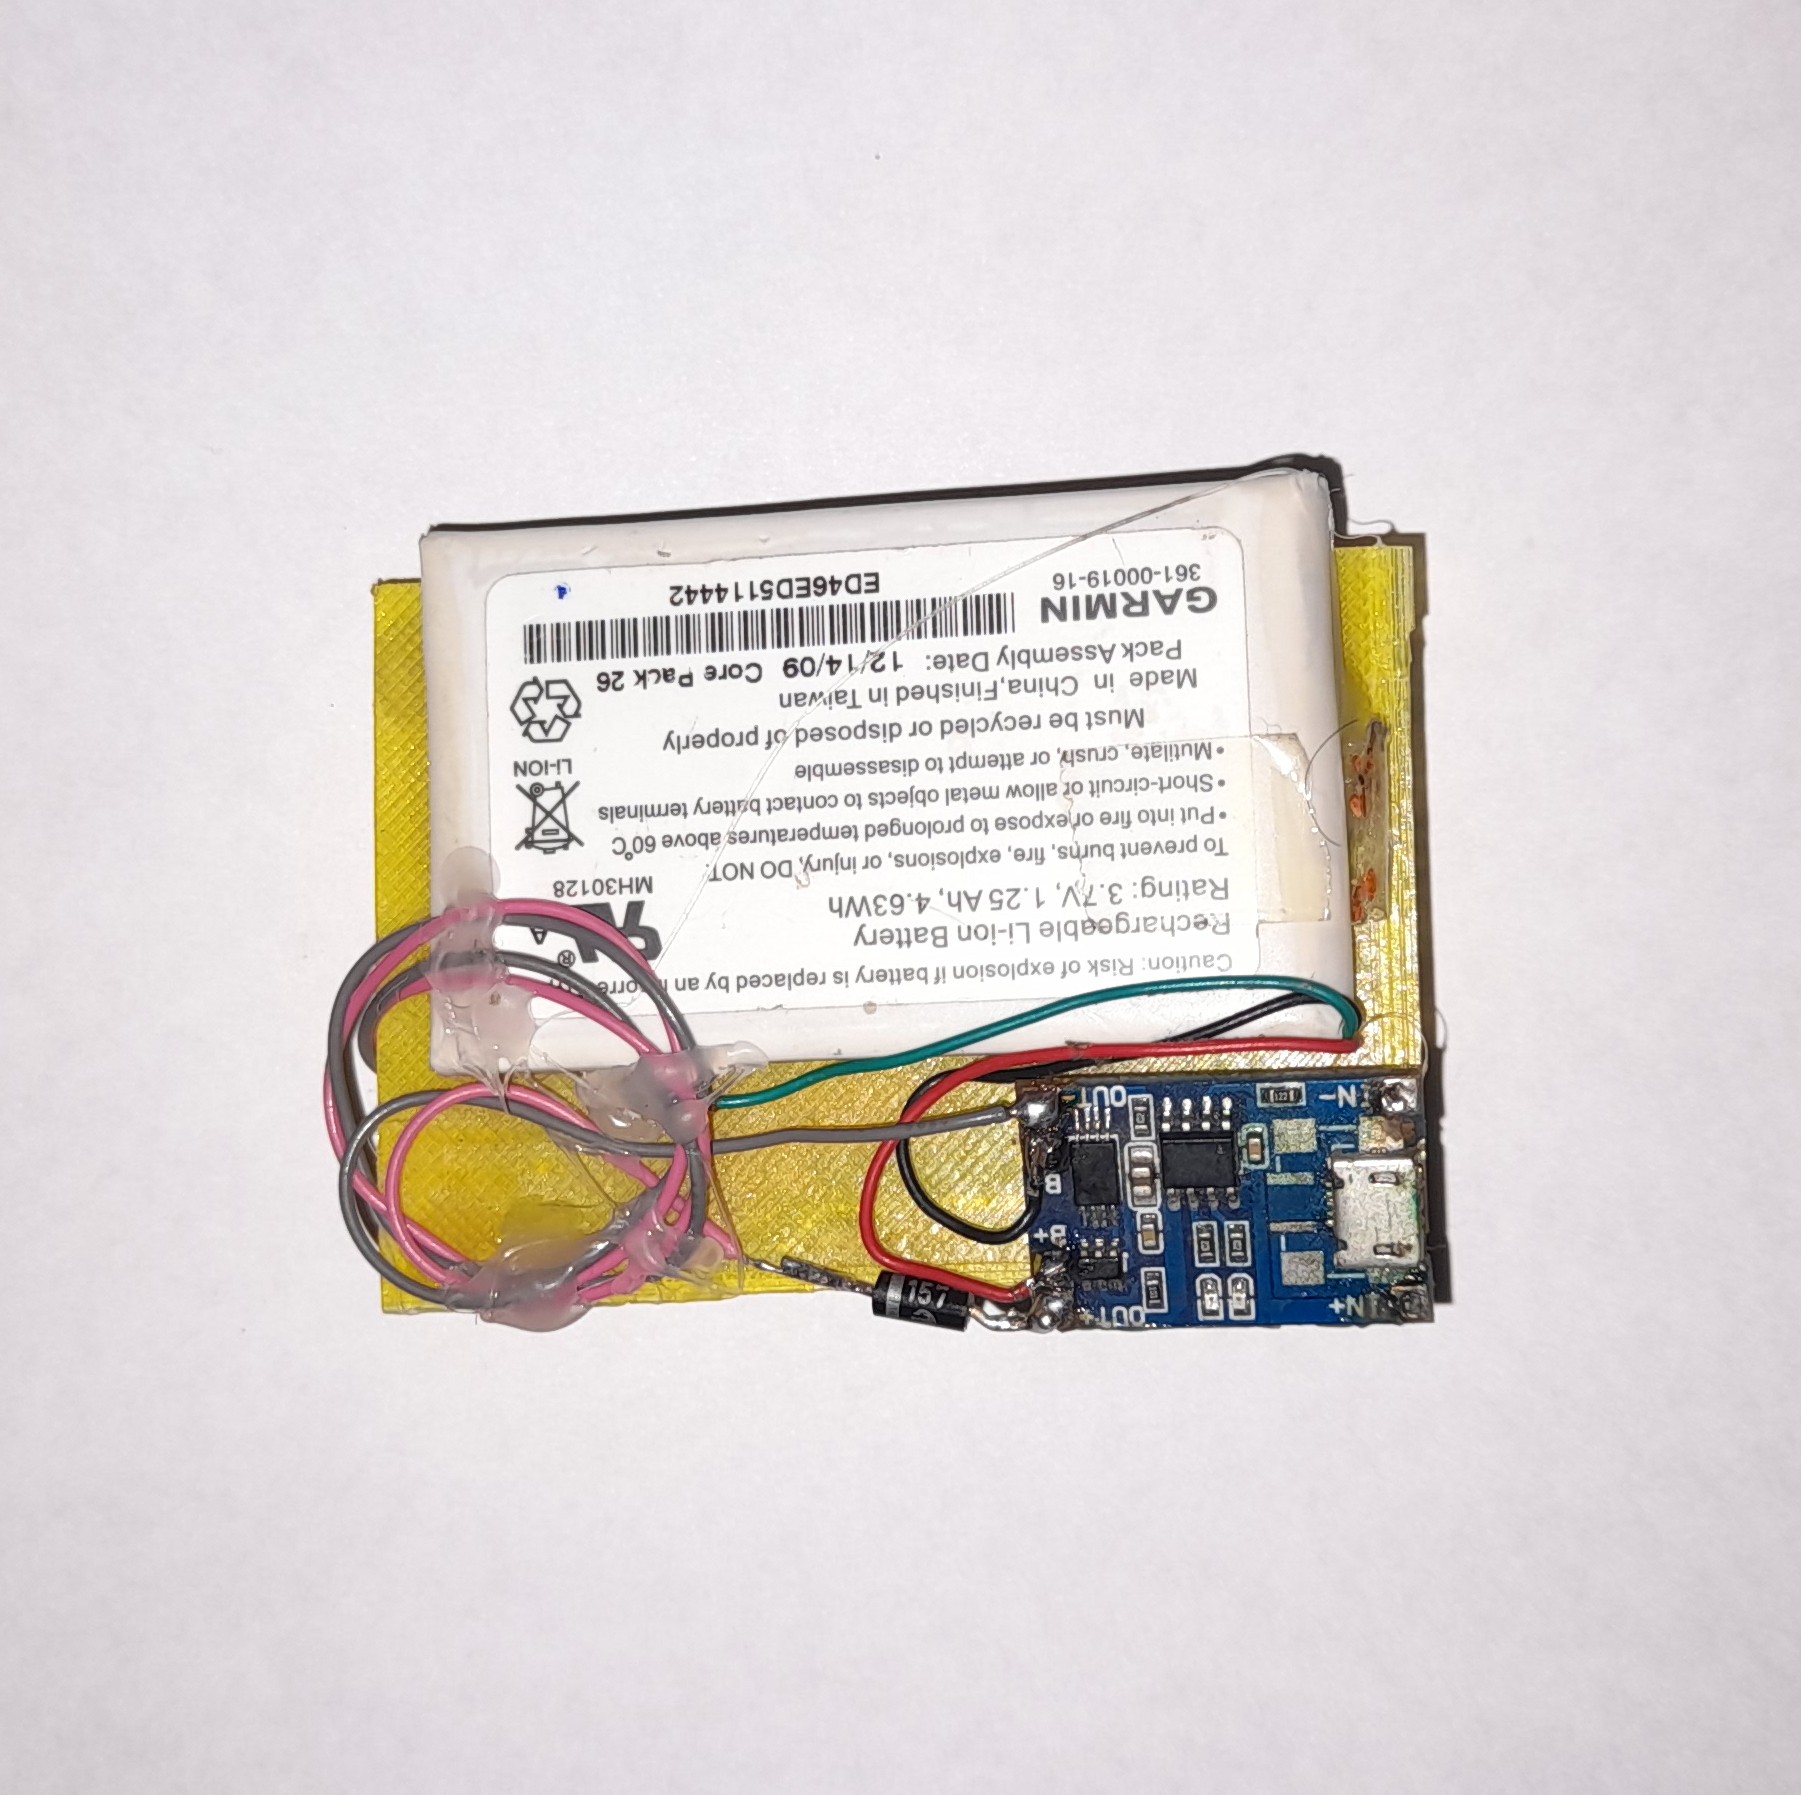 Caution: Risk of explosion if battery is replaced by an
Rechargeable Li-ion Battery
Rating: 3.7V, 1.25Ah, 4.63Wh
To prevent burns, fire, explosions, or injury, DO NOT:
•Put into fire or expose to prolonged temperatures above 60°C
•Short-circuit or allow metal objects to contact battery terminals
•Mutilate, crush, or attempt to disassemble
Must be recycled or disposed of properly
Made in China,Finished in Taiwan
Pack Assembly Date: 12/14/09 Core Pack 26
GARMIN
361-00019-16
ED46ED5114442
® A
MH30128
LI-ION
157
B+
B-
OUT+
OUT-
IN+
IN-
122